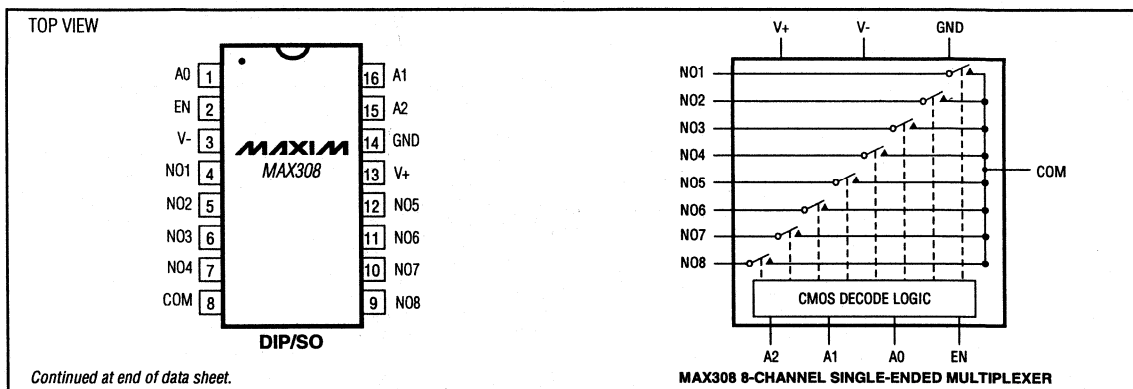 TOP VIEW
A0 1
EN 2
V- 3
NO1 4
NO2 5
NO3 6
NO4 7
COM 8
MAXIM
MAX308
16 A1
15 A2
14 GND
13 V+
12 NO5
11 NO6
10 NO7
9 NO8
DIP/SO
Continued at end of data sheet.
V+ V- GND
NO1
NO2
NO3
NO4
NO5
NO6
NO7
NO8
COM
CMOS DECODE LOGIC
A2 A1 A0 EN
MAX308 8-CHANNEL SINGLE-ENDED MULTIPLEXER